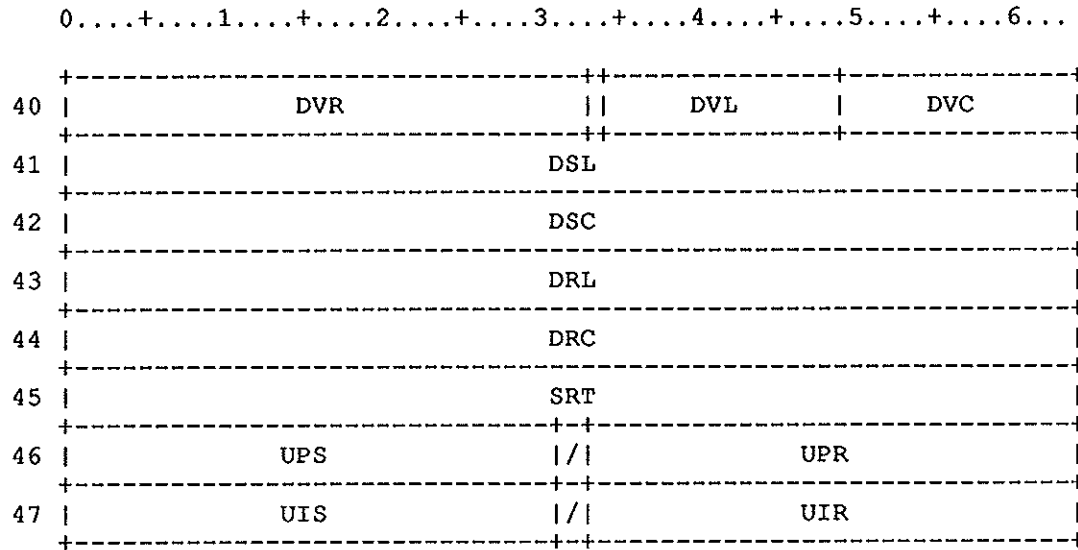 0....+....1....+....2....+....3....+....4....+....5....+....6...
+--------------------------------++--------------+--------------+
40 | DVR || DVL | DVC |
+--------------------------------++--------------+--------------+
41 | DSL |
+---------------------------------------------------------------+
42 | DSC |
+---------------------------------------------------------------+
43 | DRL |
+---------------------------------------------------------------+
44 | DRC |
+---------------------------------------------------------------+
45 | SRT |
+------------------------------+-+------------------------------+
46 | UPS |/| UPR |
+------------------------------+-+------------------------------+
47 | UIS |/| UIR |
+------------------------------+-+------------------------------+